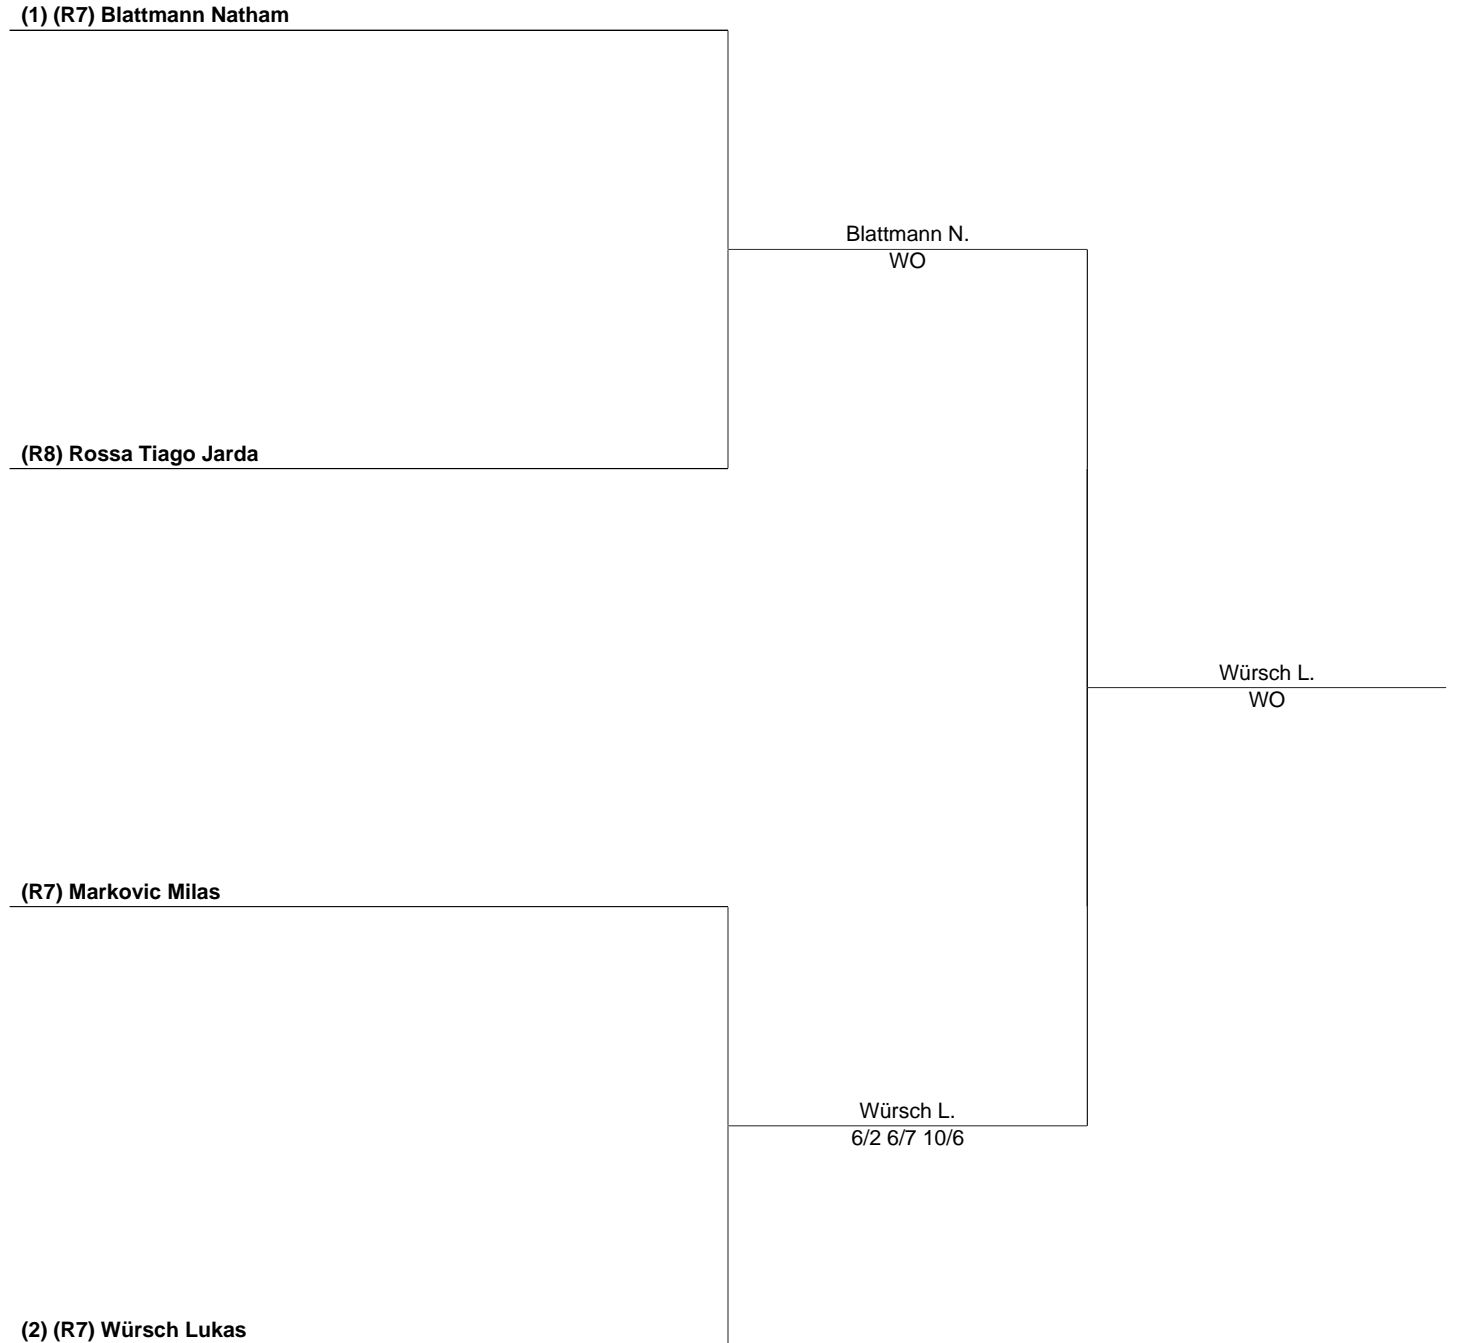 (1) (R7) Blattmann Natham
Blattmann N.
WO
(R8) Rossa Tiago Jarda
Würsch L.
WO
(R7) Markovic Milas
Würsch L.
6/2 6/7 10/6
(2) (R7) Würsch Lukas